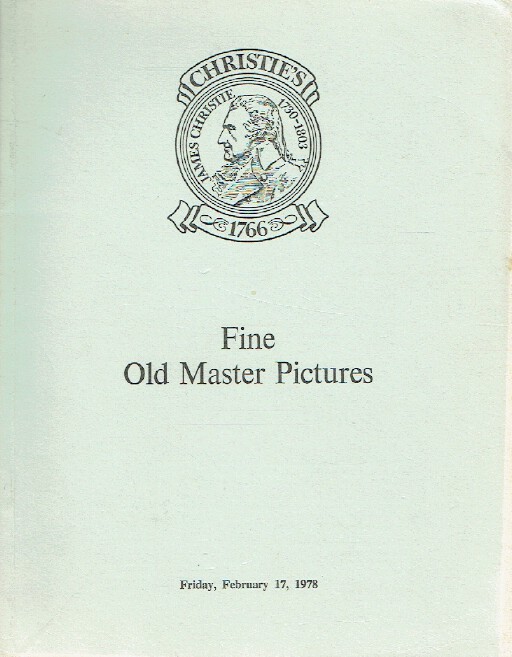 CHRISTIE'S
JAMES CHRISTIE 1730-1803
1766
Fine
Old Master Pictures
Friday, February 17, 1978